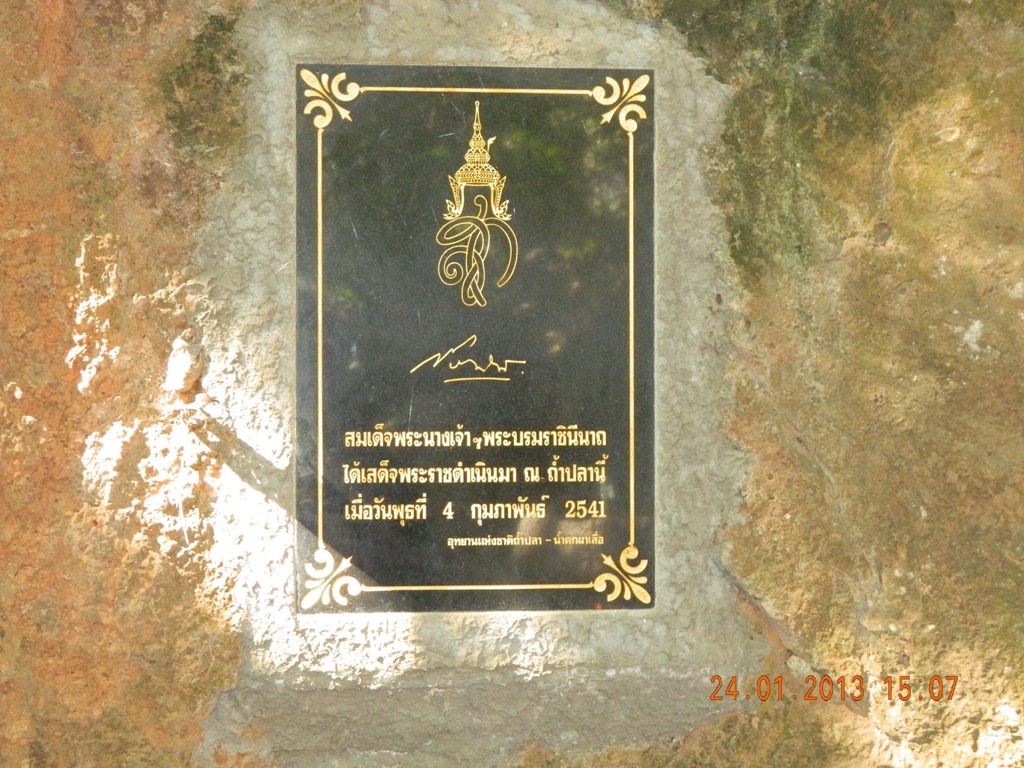 สมเด็จพระนางเจ้า ฯ พระบรมราชินีนาถ
ได้เสด็จพระราชดำเนินมา ณ ถ้ำปลานี้
เมื่อวันพุธที่ 4 กุมภาพันธ์ 2541
อุทยานแห่งชาติถ้ำปลา - น้ำตกผาเสื่อ
24.01.2013 15:07